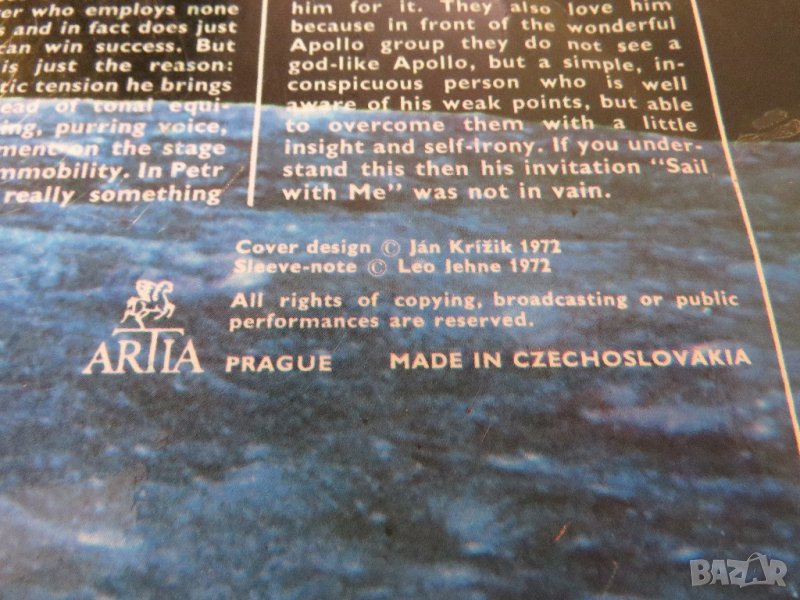 er who employs none
s and in fact does just
can win success. But
is just the reason:
tic tension he brings
ead of tonal equi-
ing, purring voice,
ment on the stage
mmobility. In Petr
really something
him for it. They also love him
because in front of the wonderful
Apollo group they do not see a
god-like Apollo, but a simple, in-
conspicuous person who is well
aware of his weak points, but able
to overcome them with a little
insight and self-irony. If you under-
stand this then his invitation "Sail
with Me" was not in vain.
Cover design © Ján Krížik 1972
Sleeve-note © Leo Jehne 1972
All rights of copying, broadcasting or public
performances are reserved.
ARTIA PRAGUE MADE IN CZECHOSLOVAKIA
BAZAR